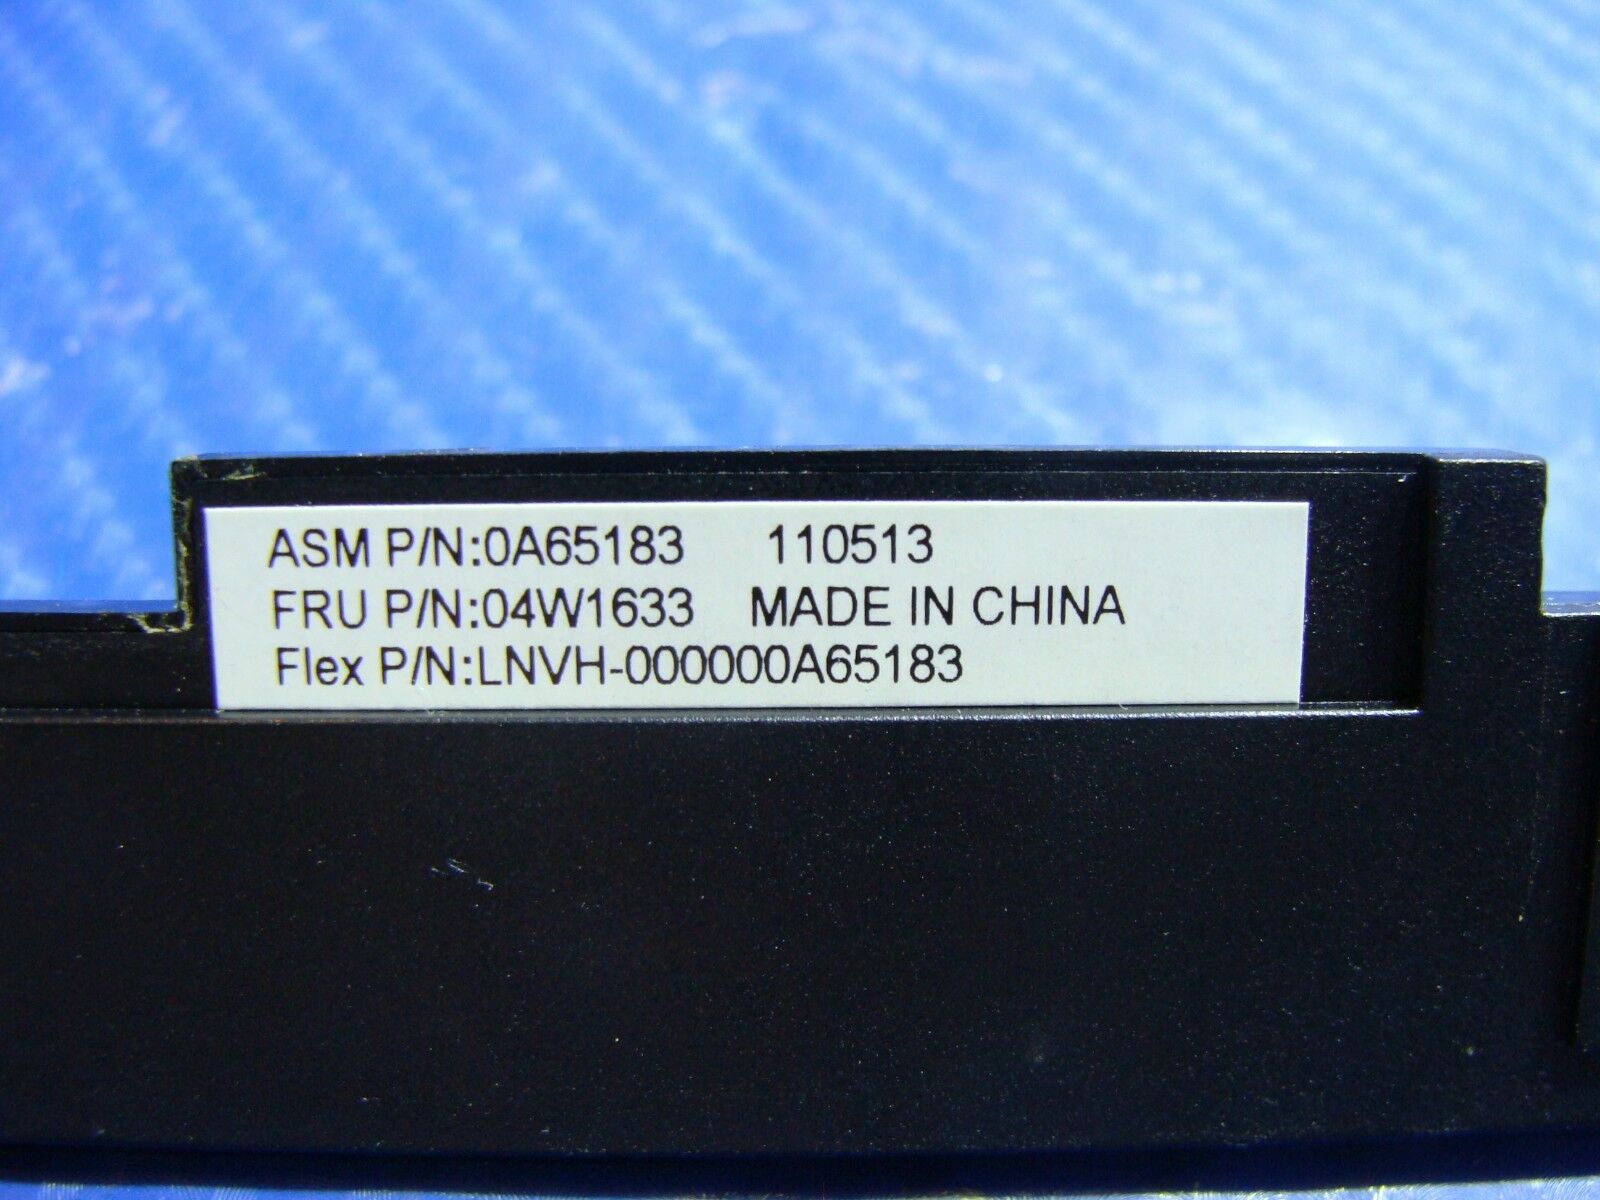 ASM P/N:0A65183 110513
FRU P/N:04W1633 MADE IN CHINA
Flex P/N:LNVH-000000A65183